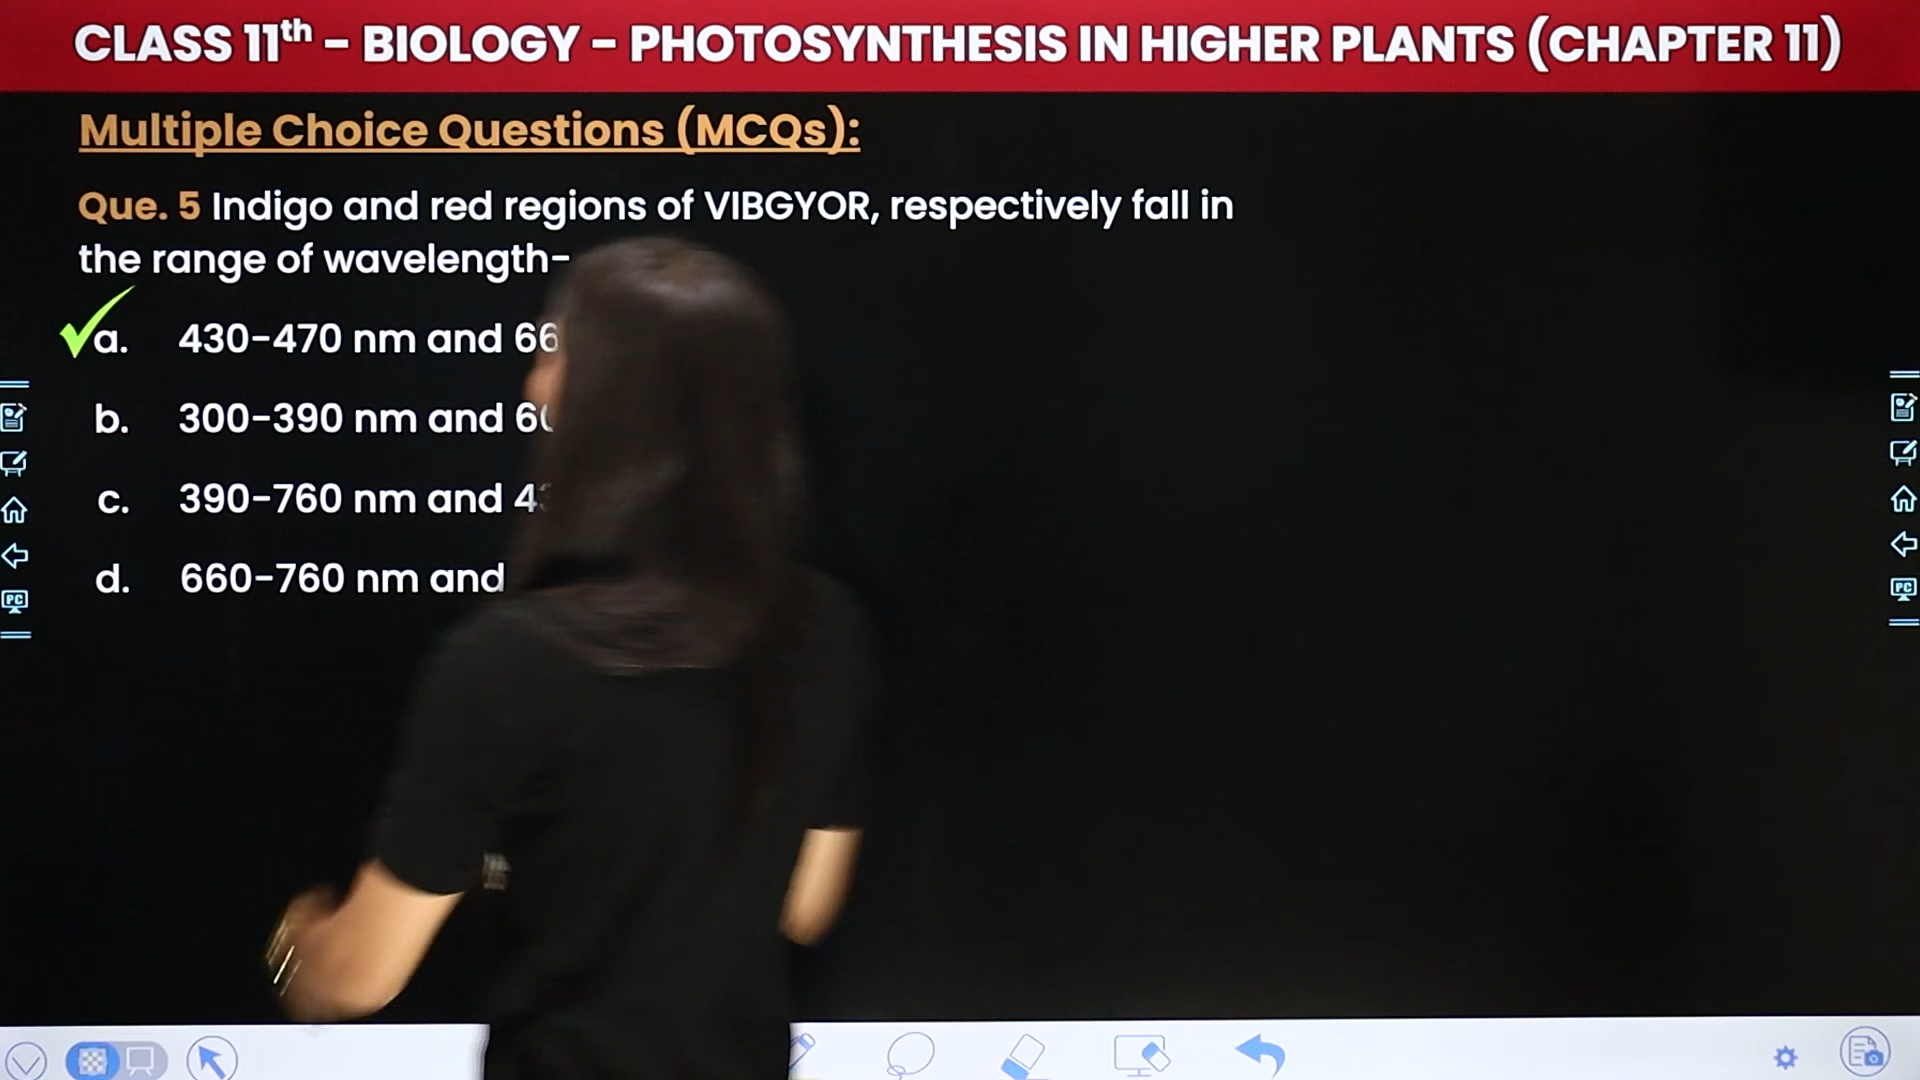 CLASS 11th - BIOLOGY - PHOTOSYNTHESIS IN HIGHER PLANTS (CHAPTER 11)
Multiple Choice Questions (MCQs):
Que. 5 Indigo and red regions of VIBGYOR, respectively fall in
the range of wavelength-
a. 430-470 nm and
b. 300-390 nm and
c. 390-760 nm and
d. 660-760 nm and
PC
PC